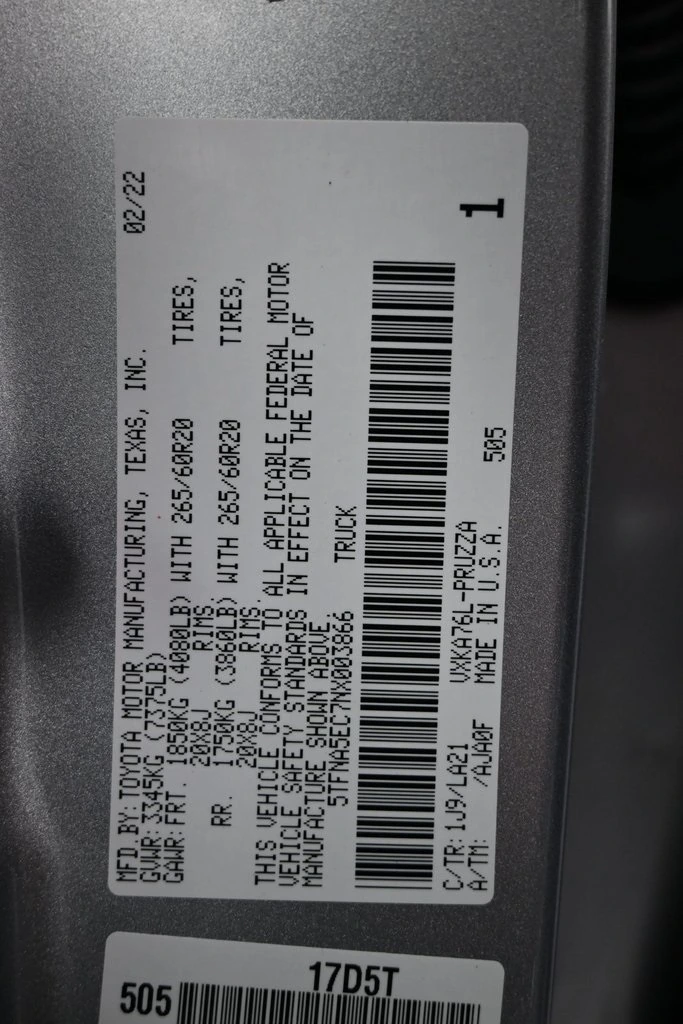 MFD.BY: TOYOTA MOTOR MANUFACTURING, TEXAS, INC. 02/22
GVWR: 3345KG (7375LB)
GAWR: FRT. 1850KG (4080LB) WITH 265/60R20 TIRES,
20X8J RIMS.
RR. 1750KG (3860LB) WITH 265/60R20 TIRES,
20X8J RIMS.
THIS VEHICLE CONFORMS TO ALL APPLICABLE FEDERAL MOTOR
VEHICLE SAFETY STANDARDS IN EFFECT ON THE DATE OF
MANUFACTURE SHOWN ABOVE
5TFNA5EC7NX003866 TRUCK
C/TR: 1J9/LA21 VXKA76L-PRUZZA
A/TM: /AJA0F MADE IN U.S.A. 505
1
17D5T
505